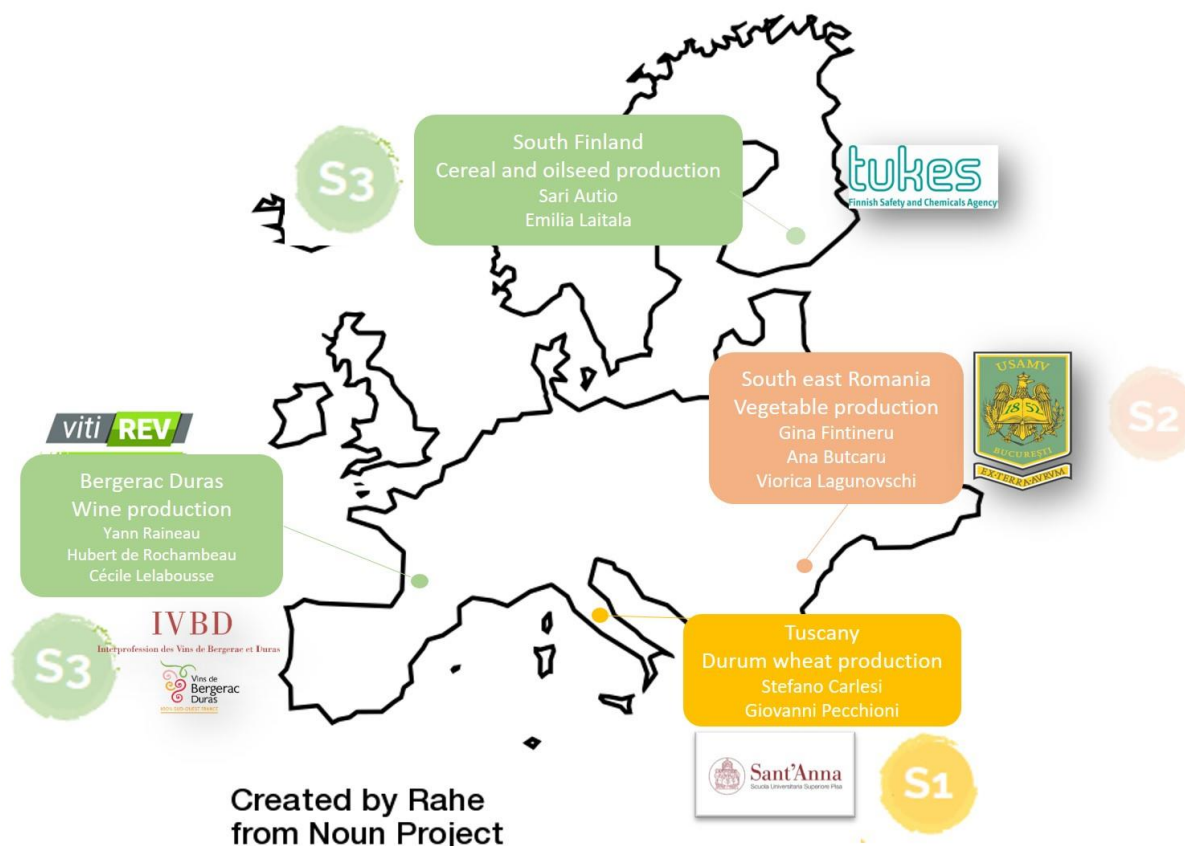 S3
South Finland
Cereal and oilseed production
Sari Autio
Emilia Laitala
tukes
Finnish Safety and Chemicals Agency
South east Romania
Vegetable production
Gina Fintineru
Ana Butcaru
Viorica Lagunovschi
USAMV
1852
BUCUREȘTI
EX·TERRA·AVRVM
S2
viti REV
Bergerac Duras
Wine production
Yann Raineau
Hubert de Rochambeau
Cécile Lelabousse
S3
IVBD
Interprofession des Vins de Bergerac et Duras
Vins de
Bergerac
Duras
Tuscany
Durum wheat production
Stefano Carlesi
Giovanni Pecchioni
Sant'Anna
Scuola Universitaria Superiore Pisa
S1
Created by Rahe
from Noun Project